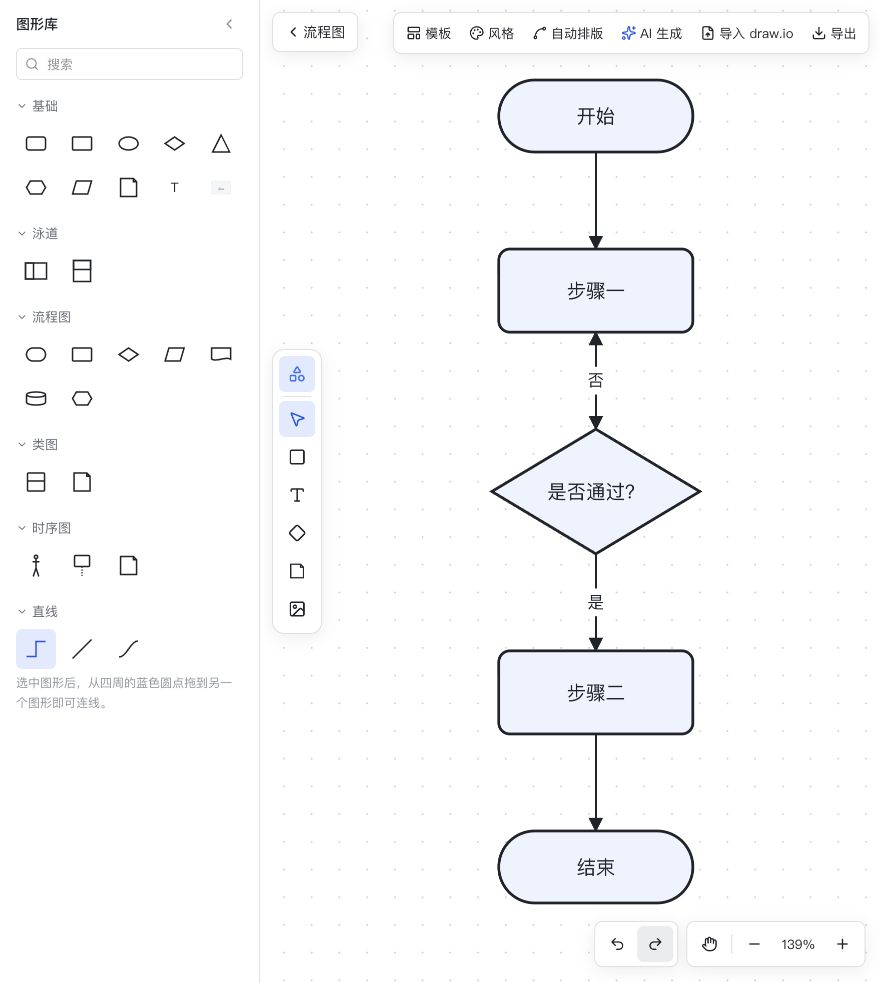 图形库
搜索
基础
T
泳道
流程图
类图
时序图
直线
选中图形后，从四周的蓝色圆点拖到另一
个图形即可连线。
流程图
模板
风格
自动排版
AI 生成
导入 draw.io
导出
开始
步骤一
否
是否通过?
是
步骤二
结束
139%